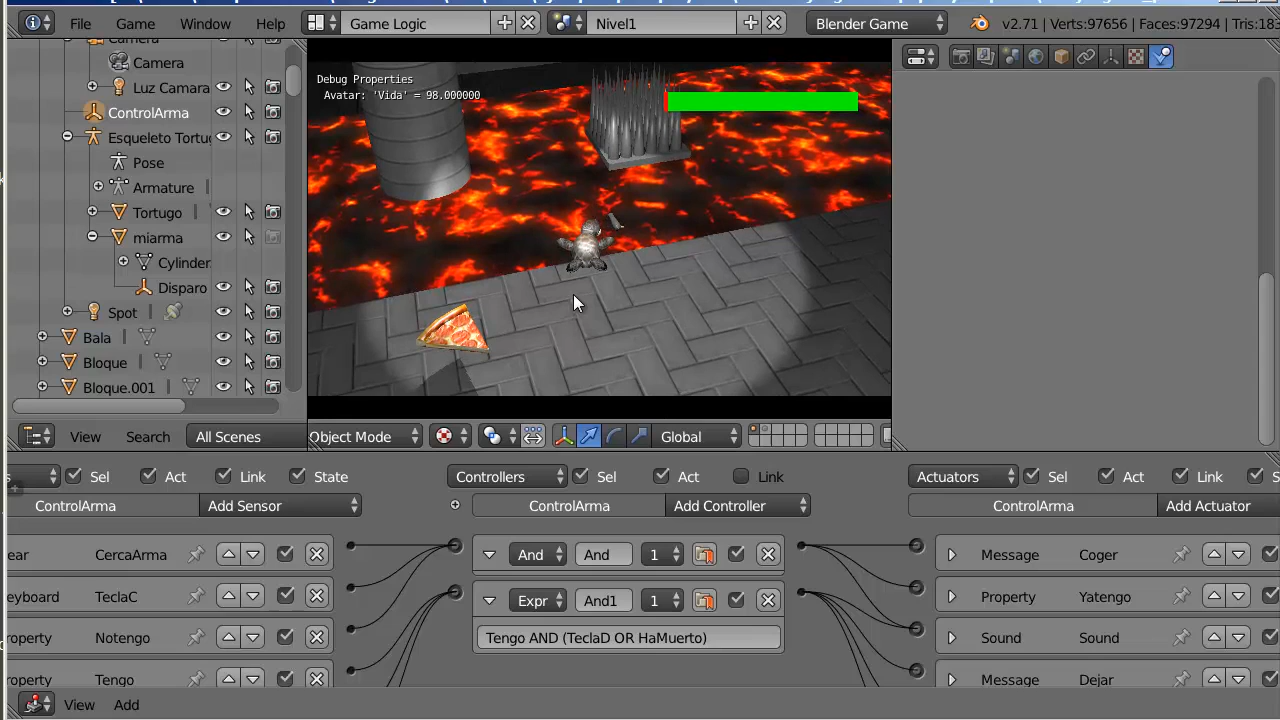 File Game Window Help Game Logic Nivel1 Blender Game v2.71 | Verts:97656 | Faces:97294 | Tris:183
Camera
Camera
Luz Camara
ControlArma
Esqueleto Tortu
Pose
Armature
Tortugo
miarma
Cylinder
Disparo
Spot
Bala
Bloque
Bloque.001
Debug Properties
Avatar: 'Vida' = 98.000000
View Search All Scenes
Object Mode Global
s Sel Act Link State
Controllers Sel Act Link
Actuators Sel Act Link S
ControlArma Add Sensor
ControlArma Add Controller
ControlArma Add Actuator
ear CercaArma
And And 1
Message Coger
eyboard TeclaC
Expr And1 1
Property Yatengo
roperty Notengo
Tengo AND (TeclaD OR HaMuerto)
Sound Sound
roperty Tengo
Message Dejar
View Add